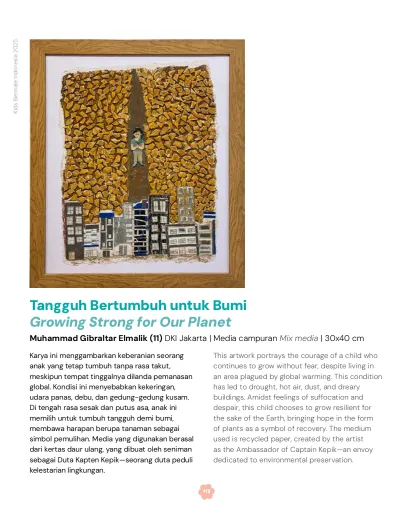 Kids Biennale Indonesia 2025
Tangguh Bertumbuh untuk Bumi
Growing Strong for Our Planet
Muhammad Gibraltar Elmalik (11) DKI Jakarta | Media campuran Mix media | 30x40 cm
Karya ini menggambarkan keberanian seorang
anak yang tetap tumbuh tanpa rasa takut,
meskipun tempat tinggalnya dilanda pemanasan
global. Kondisi ini menyebabkan kekeringan,
udara panas, debu, dan gedung-gedung kusam.
Di tengah rasa sesak dan putus asa, anak ini
memilih untuk tumbuh tangguh demi bumi,
membawa harapan berupa tanaman sebagai
simbol pemulihan. Media yang digunakan berasal
dari kertas daur ulang, yang dibuat oleh seniman
sebagai Duta Kapten Kepik—seorang duta peduli
kelestarian lingkungan.
This artwork portrays the courage of a child who
continues to grow without fear, despite living in
an area plagued by global warming. This condition
has led to drought, hot air, dust, and dreary
buildings. Amidst feelings of suffocation and
despair, this child chooses to grow resilient for
the sake of the Earth, bringing hope in the form
of plants as a symbol of recovery. The medium
used is recycled paper, created by the artist
as the Ambassador of Captain Kepik—an envoy
dedicated to environmental preservation.